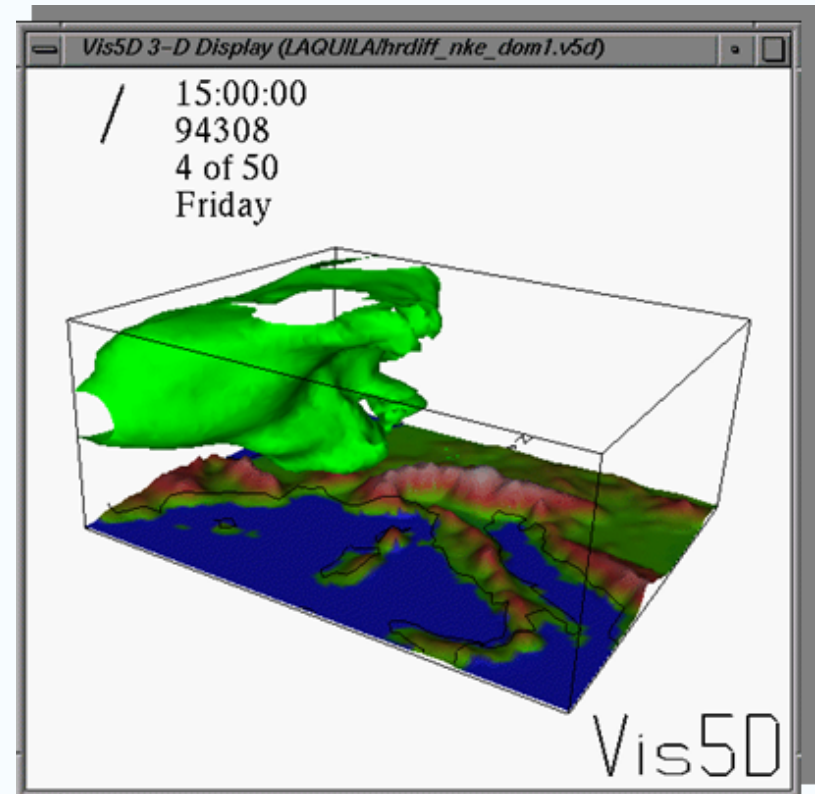 Vis5D 3-D Display (LAQUILA/hrdiff_nke_dom1.v5d)
15:00:00
94308
4 of 50
Friday
N
Vis5D